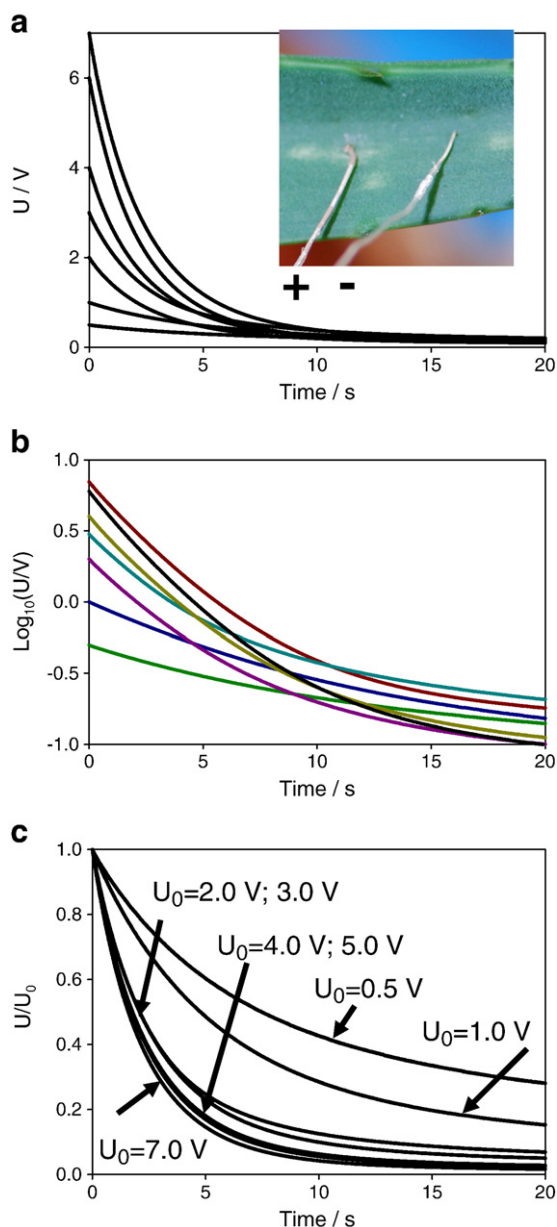 a
6
4
2
0
U / V
+ -
0 5 10 15 20
Time / s
b
1.0
0.5
0.0
-0.5
-1.0
Log₁₀(U/V)
0 5 10 15 20
Time / s
c
1.0
0.8
0.6
0.4
0.2
0.0
U/U₀
U₀=2.0 V; 3.0 V
U₀=4.0 V; 5.0 V
U₀=0.5 V
U₀=1.0 V
U₀=7.0 V
0 5 10 15 20
Time / s